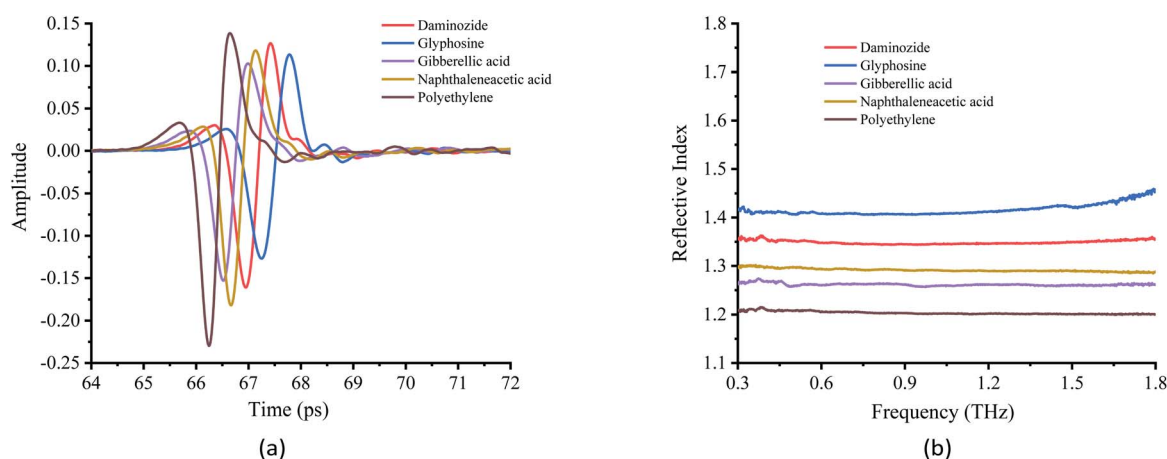 0.15
0.10
0.05
0.00
-0.05
-0.10
-0.15
-0.20
-0.25
Amplitude
Daminozide
Glyphosine
Gibberellic acid
Naphthaleneacetic acid
Polyethylene
64 65 66 67 68 69 70 71 72
Time (ps)
(a)
1.8
1.7
1.6
1.5
1.4
1.3
1.2
1.1
Reflective Index
Daminozide
Glyphosine
Gibberellic acid
Naphthaleneacetic acid
Polyethylene
0.3 0.6 0.9 1.2 1.5 1.8
Frequency (THz)
(b)